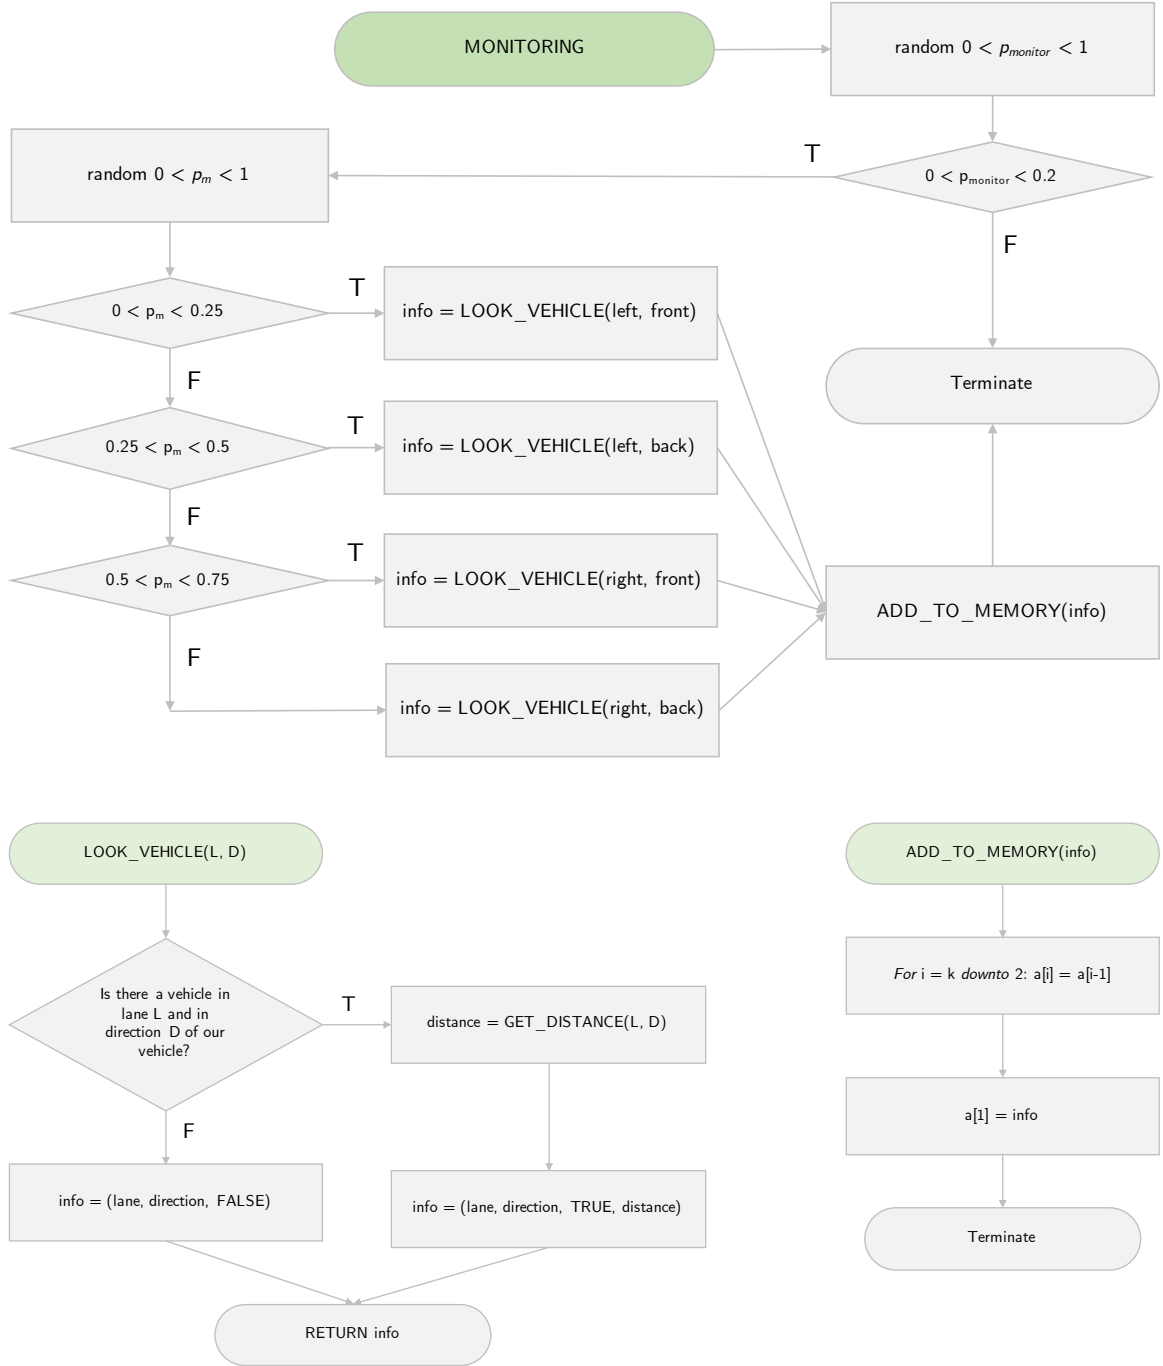 MONITORING
random 0 < p_monitor < 1
T
0 < p_monitor < 0.2
F
random 0 < p_m < 1
0 < p_m < 0.25
T
info = LOOK_VEHICLE(left, front)
F
Terminate
0.25 < p_m < 0.5
T
info = LOOK_VEHICLE(left, back)
F
0.5 < p_m < 0.75
T
info = LOOK_VEHICLE(right, front)
ADD_TO_MEMORY(info)
F
info = LOOK_VEHICLE(right, back)
LOOK_VEHICLE(L, D)
Is there a vehicle in
lane L and in
direction D of our
vehicle?
T
distance = GET_DISTANCE(L, D)
F
info = (lane, direction, FALSE)
info = (lane, direction, TRUE, distance)
RETURN info
ADD_TO_MEMORY(info)
For i = k downto 2: a[i] = a[i-1]
a[1] = info
Terminate